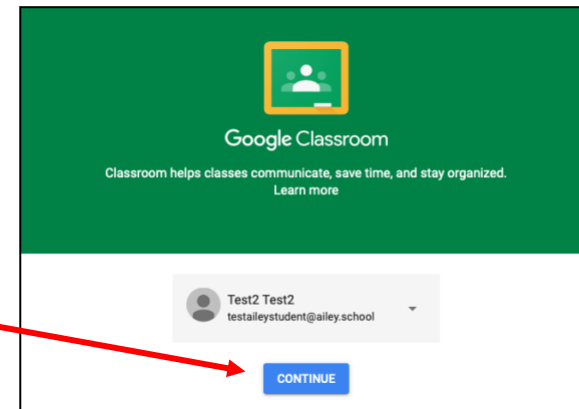 Google Classroom
Classroom helps classes communicate, save time, and stay organized.
Learn more
Test2 Test2
testaileystudent@ailey.school
CONTINUE